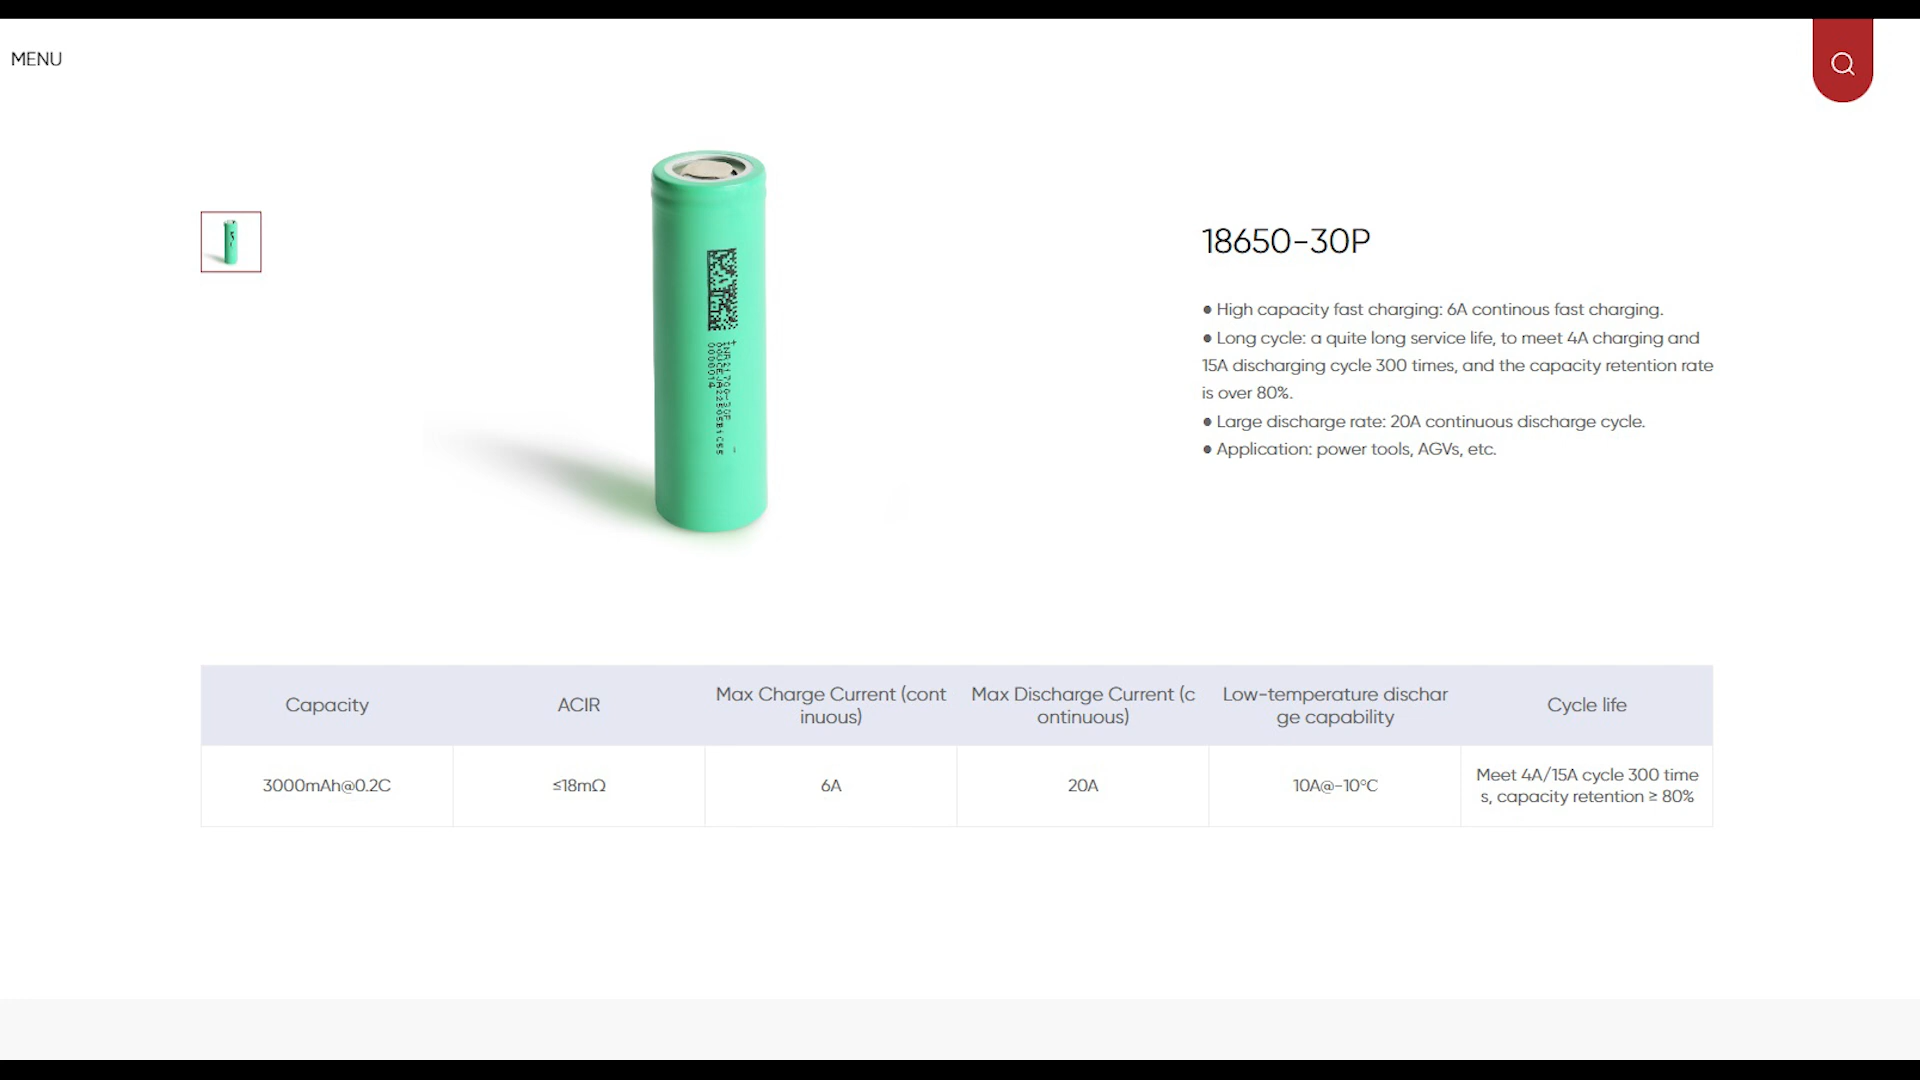 MENU
18650-30P
● High capacity fast charging: 6A continous fast charging.
● Long cycle: a quite long service life, to meet 4A charging and
15A discharging cycle 300 times, and the capacity retention rate
is over 80%.
● Large discharge rate: 20A continuous discharge cycle.
● Application: power tools, AGVs, etc.
Capacity
ACIR
Max Charge Current (cont
inuous)
Max Discharge Current (c
ontinuous)
Low-temperature dischar
ge capability
Cycle life
3000mAh@0.2C
≤18mΩ
6A
20A
10A@-10°C
Meet 4A/15A cycle 300 time
s, capacity retention ≥ 80%